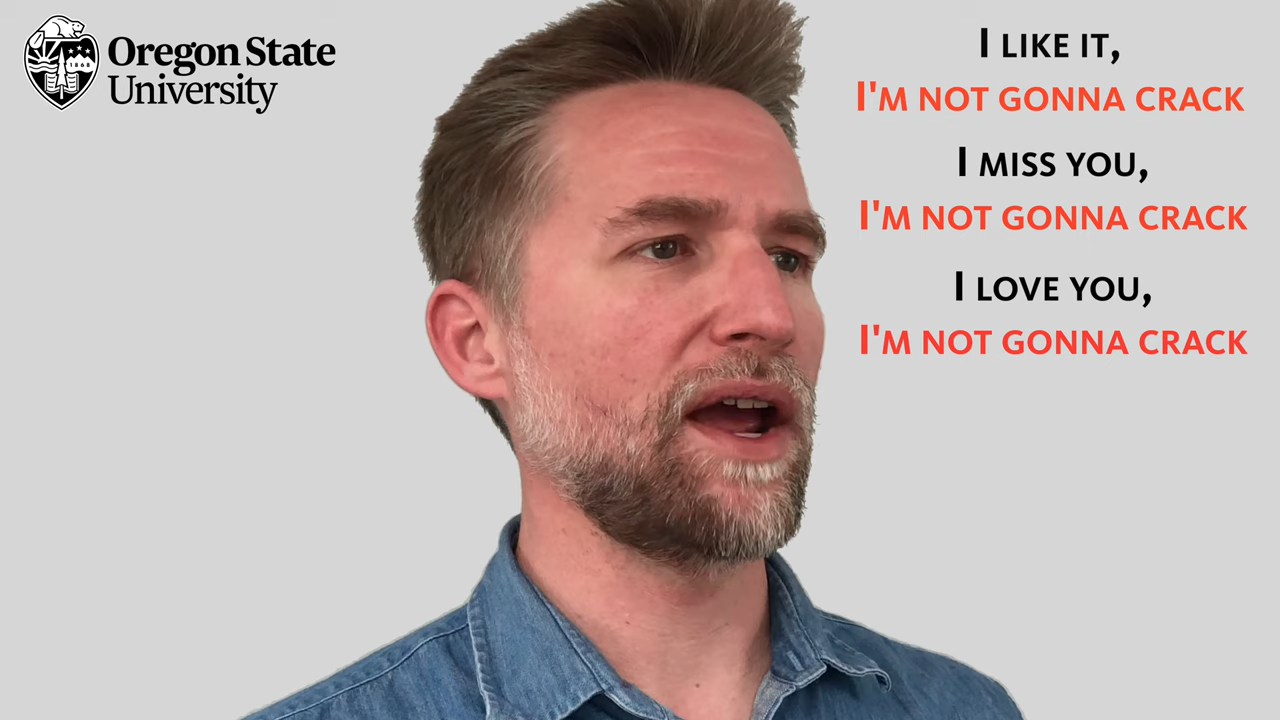 Oregon State
University
I LIKE IT,
I'M NOT GONNA CRACK
I MISS YOU,
I'M NOT GONNA CRACK
I LOVE YOU,
I'M NOT GONNA CRACK